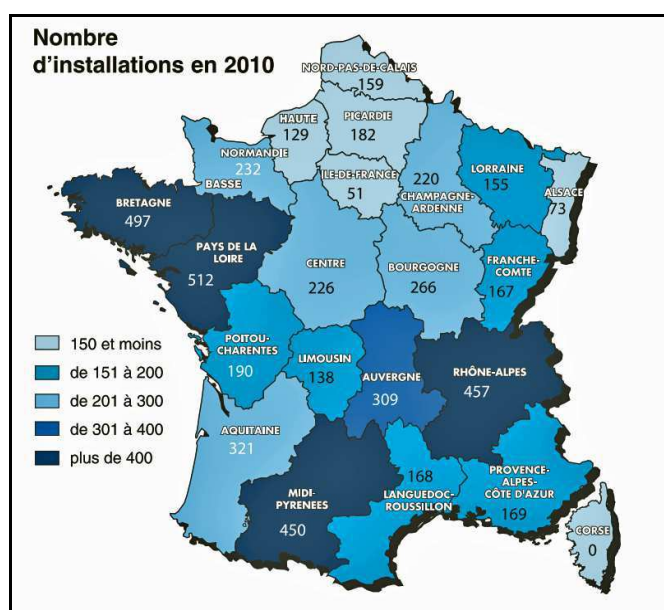 Nombre
d'installations en 2010
NORD-PAS-DE-CALAIS
159
HAUTE
129
PICARDIE
182
NORMANDIE
232
BASSE
ILE-DE-FRANCE
51
220
CHAMPAGNE-
ARDENNE
LORRAINE
155
ALSACE
73
BRETAGNE
497
PAYS DE LA
LOIRE
512
CENTRE
226
BOURGOGNE
266
FRANCHE-
COMTE
167
150 et moins
de 151 à 200
de 201 à 300
de 301 à 400
plus de 400
POITOU-
CHARENTES
190
LIMOUSIN
138
AUVERGNE
309
RHÔNE-ALPES
457
AQUITAINE
321
MIDI-
PYRENEES
450
168
LANGUEDOC-
ROUSSILLON
PROVENCE-
ALPES-
CÔTE D'AZUR
169
CORSE
0